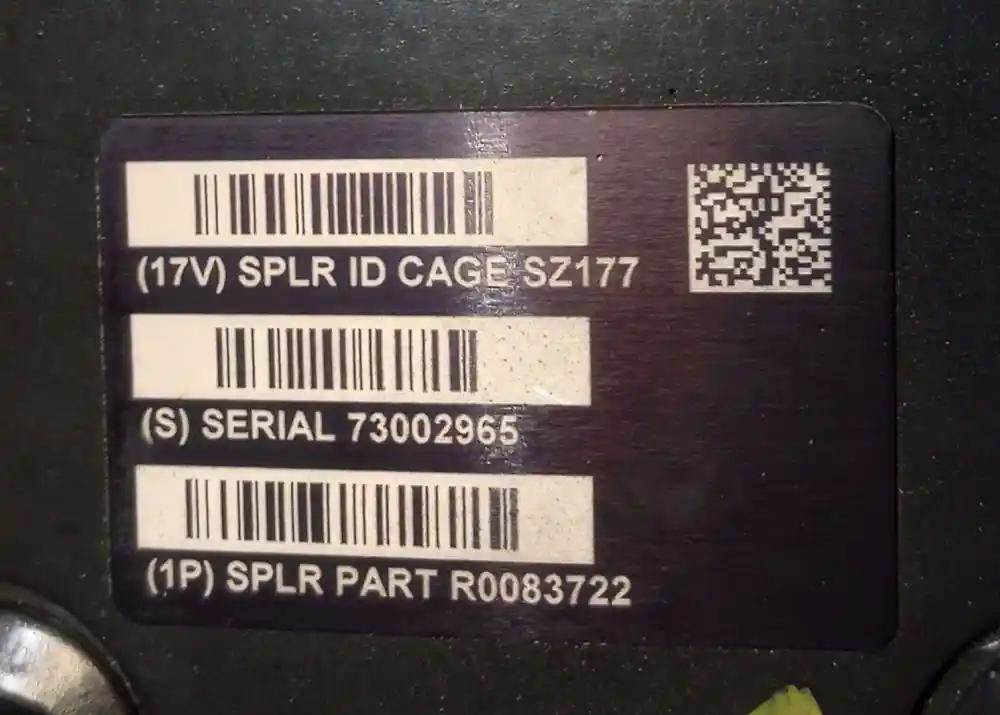 (17V) SPLR ID CAGE SZ177
(S) SERIAL 73002965
(1P) SPLR PART R0083722